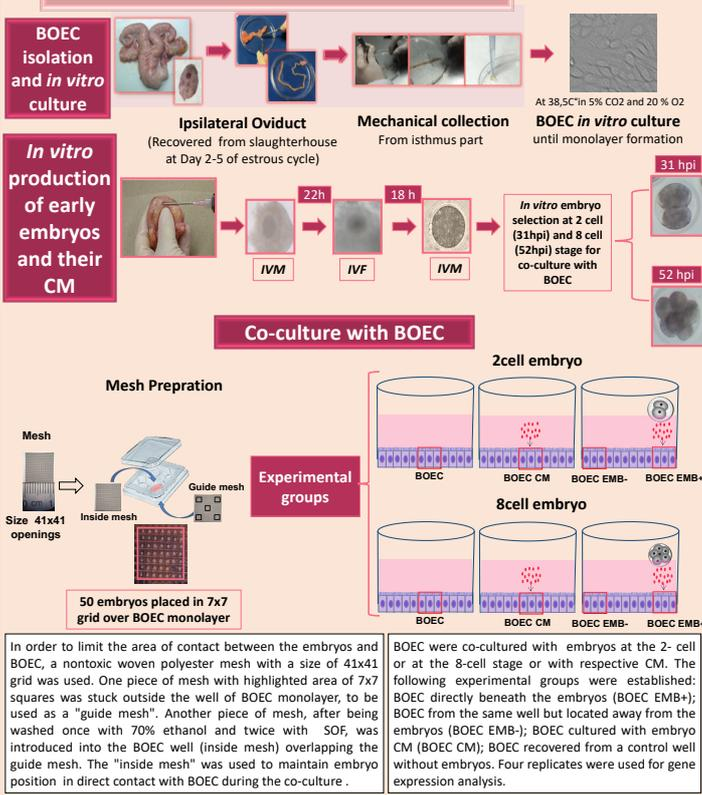 BOEC
isolation
and in vitro
culture
At 38,5C°in 5% CO2 and 20 % O2
Ipsilateral Oviduct
(Recovered from slaughterhouse
at Day 2-5 of estrous cycle)
Mechanical collection
From isthmus part
BOEC in vitro culture
until monolayer formation
In vitro
production
of early
embryos
and their
CM
22h
18 h
IVM
IVF
IVM
In vitro embryo
selection at 2 cell
(31hpi) and 8 cell
(52hpi) stage for
co-culture with
BOEC
31 hpi
52 hpi
Co-culture with BOEC
Mesh Prepration
Mesh
Size 41x41
openings
Inside mesh
Guide mesh
50 embryos placed in 7x7
grid over BOEC monolayer
Experimental
groups
2cell embryo
BOEC
BOEC CM
BOEC EMB-
BOEC EMB+
8cell embryo
BOEC
BOEC CM
BOEC EMB-
BOEC EMB+
In order to limit the area of contact between the embryos and
BOEC, a nontoxic woven polyester mesh with a size of 41x41
grid was used. One piece of mesh with highlighted area of 7x7
squares was stuck outside the well of BOEC monolayer, to be
used as a "guide mesh". Another piece of mesh, after being
washed once with 70% ethanol and twice with SOF, was
introduced into the BOEC well (inside mesh) overlapping the
guide mesh. The "inside mesh" was used to maintain embryo
position in direct contact with BOEC during the co-culture .
BOEC were co-cultured with embryos at the 2- cell
or at the 8-cell stage or with respective CM. The
following experimental groups were established:
BOEC directly beneath the embryos (BOEC EMB+);
BOEC from the same well but located away from the
embryos (BOEC EMB-); BOEC cultured with embryo
CM (BOEC CM); BOEC recovered from a control well
without embryos. Four replicates were used for gene
expression analysis.